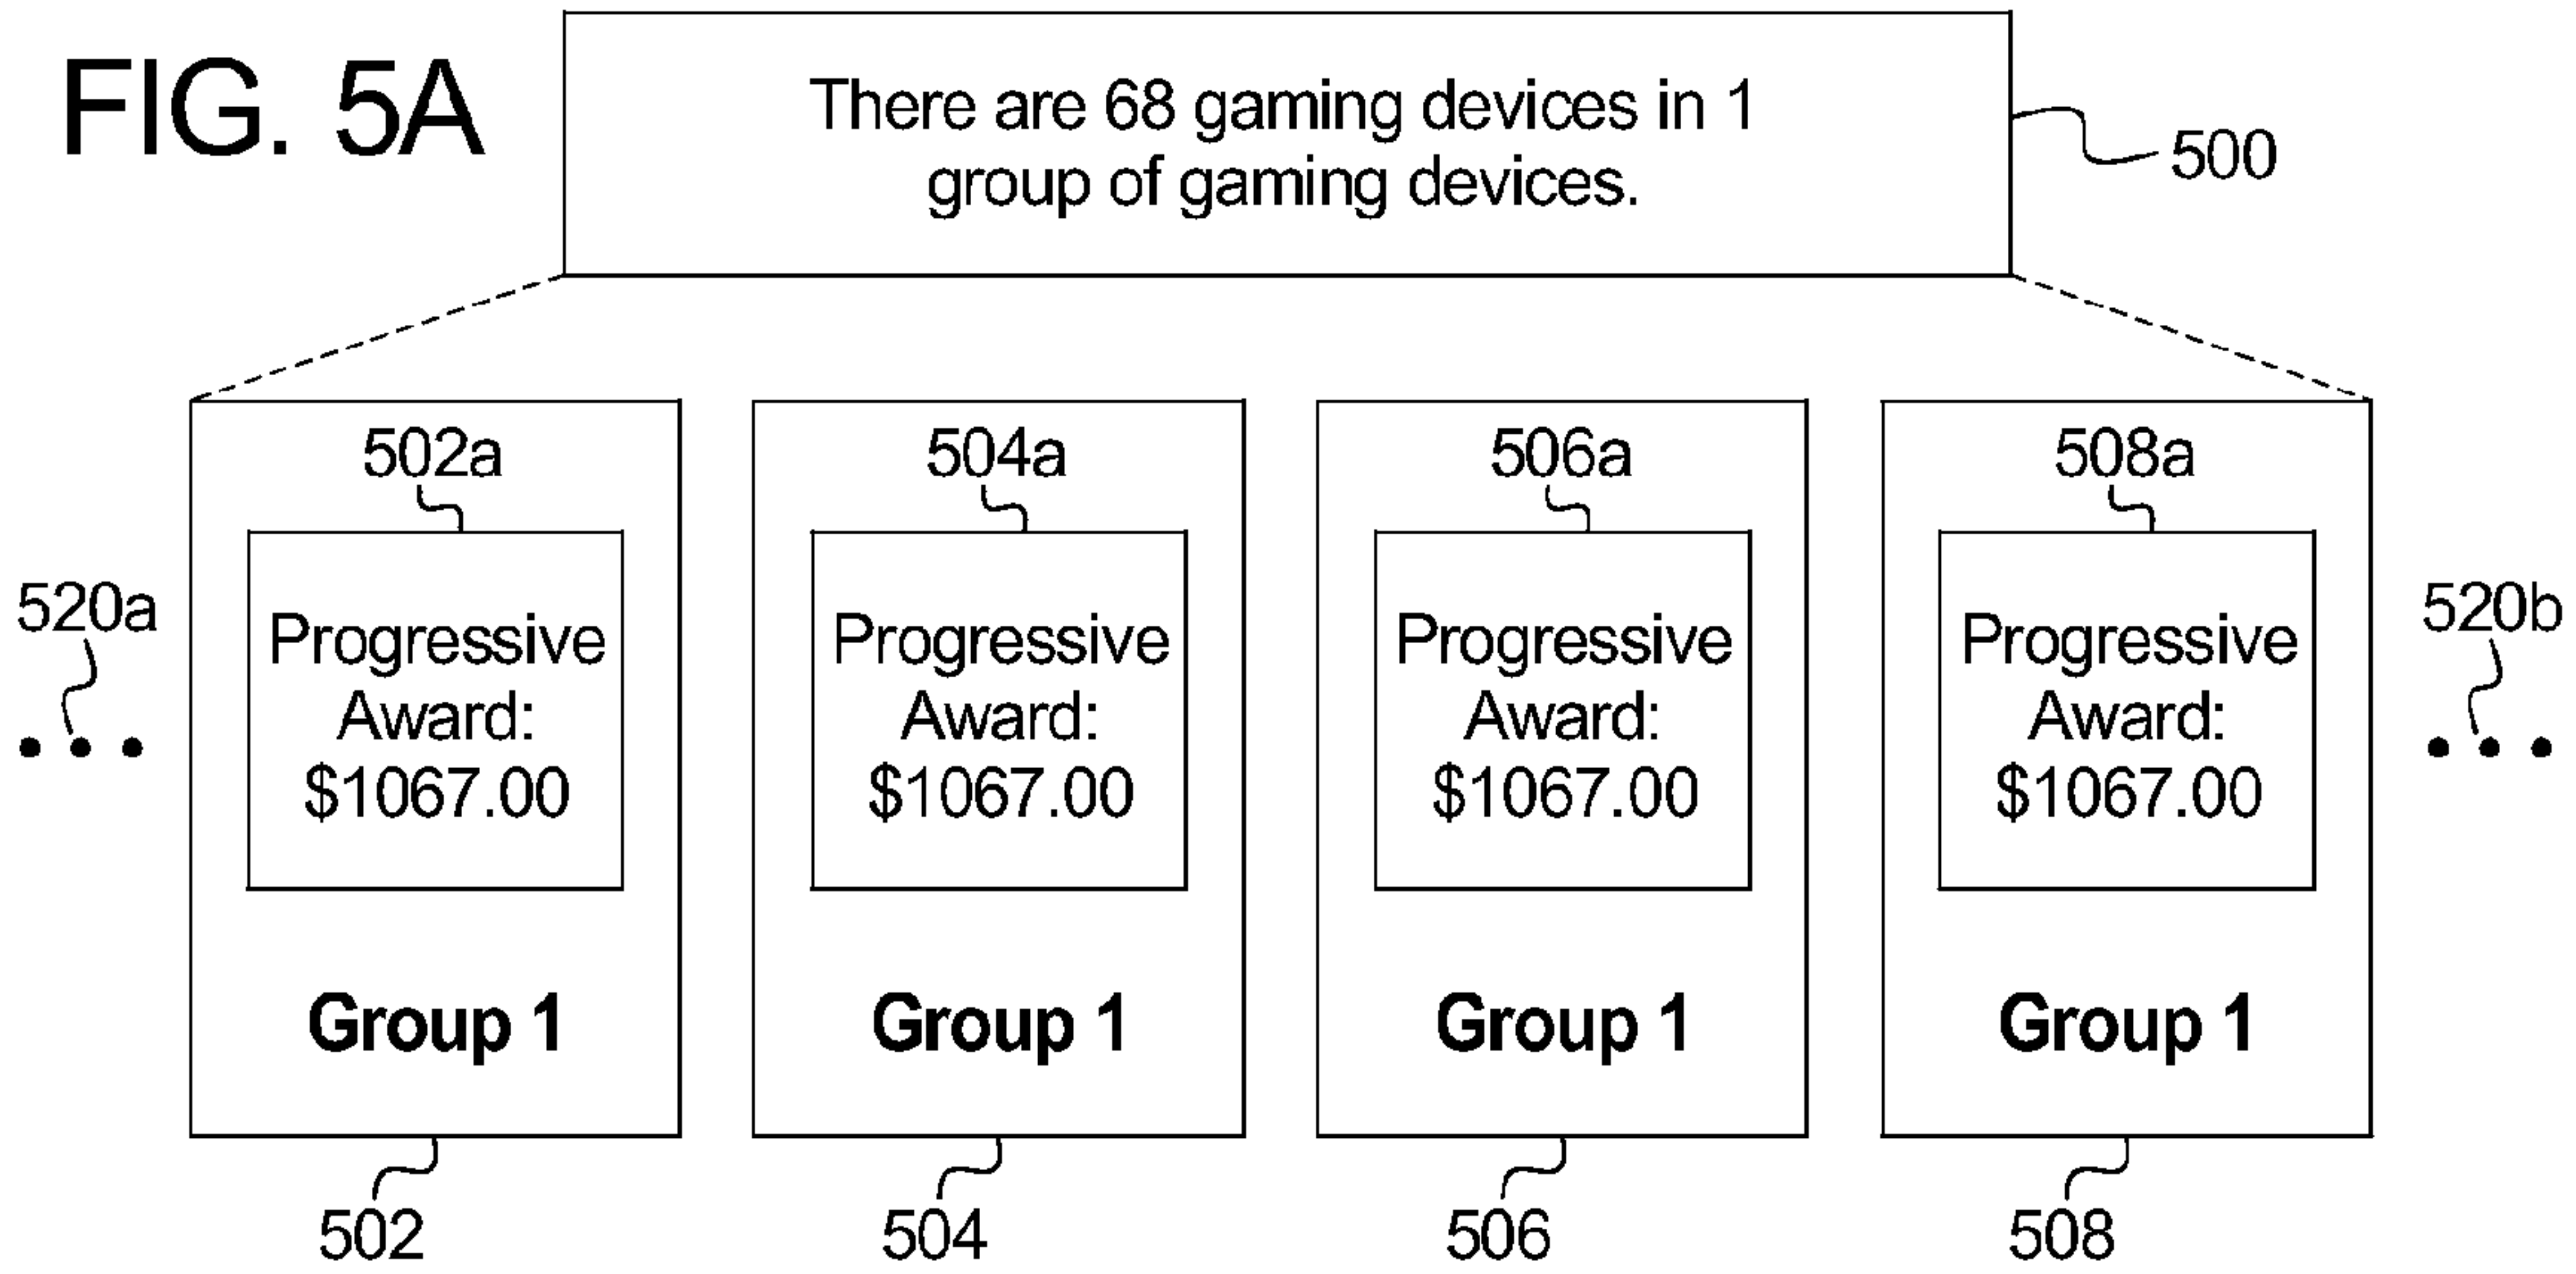 FIG. 5A
There are 68 gaming devices in 1
group of gaming devices.
500
502a
504a
506a
508a
520a
520b
Progressive
Award:
$1067.00
Progressive
Award:
$1067.00
Progressive
Award:
$1067.00
Progressive
Award:
$1067.00
Group 1
Group 1
Group 1
Group 1
502
504
506
508